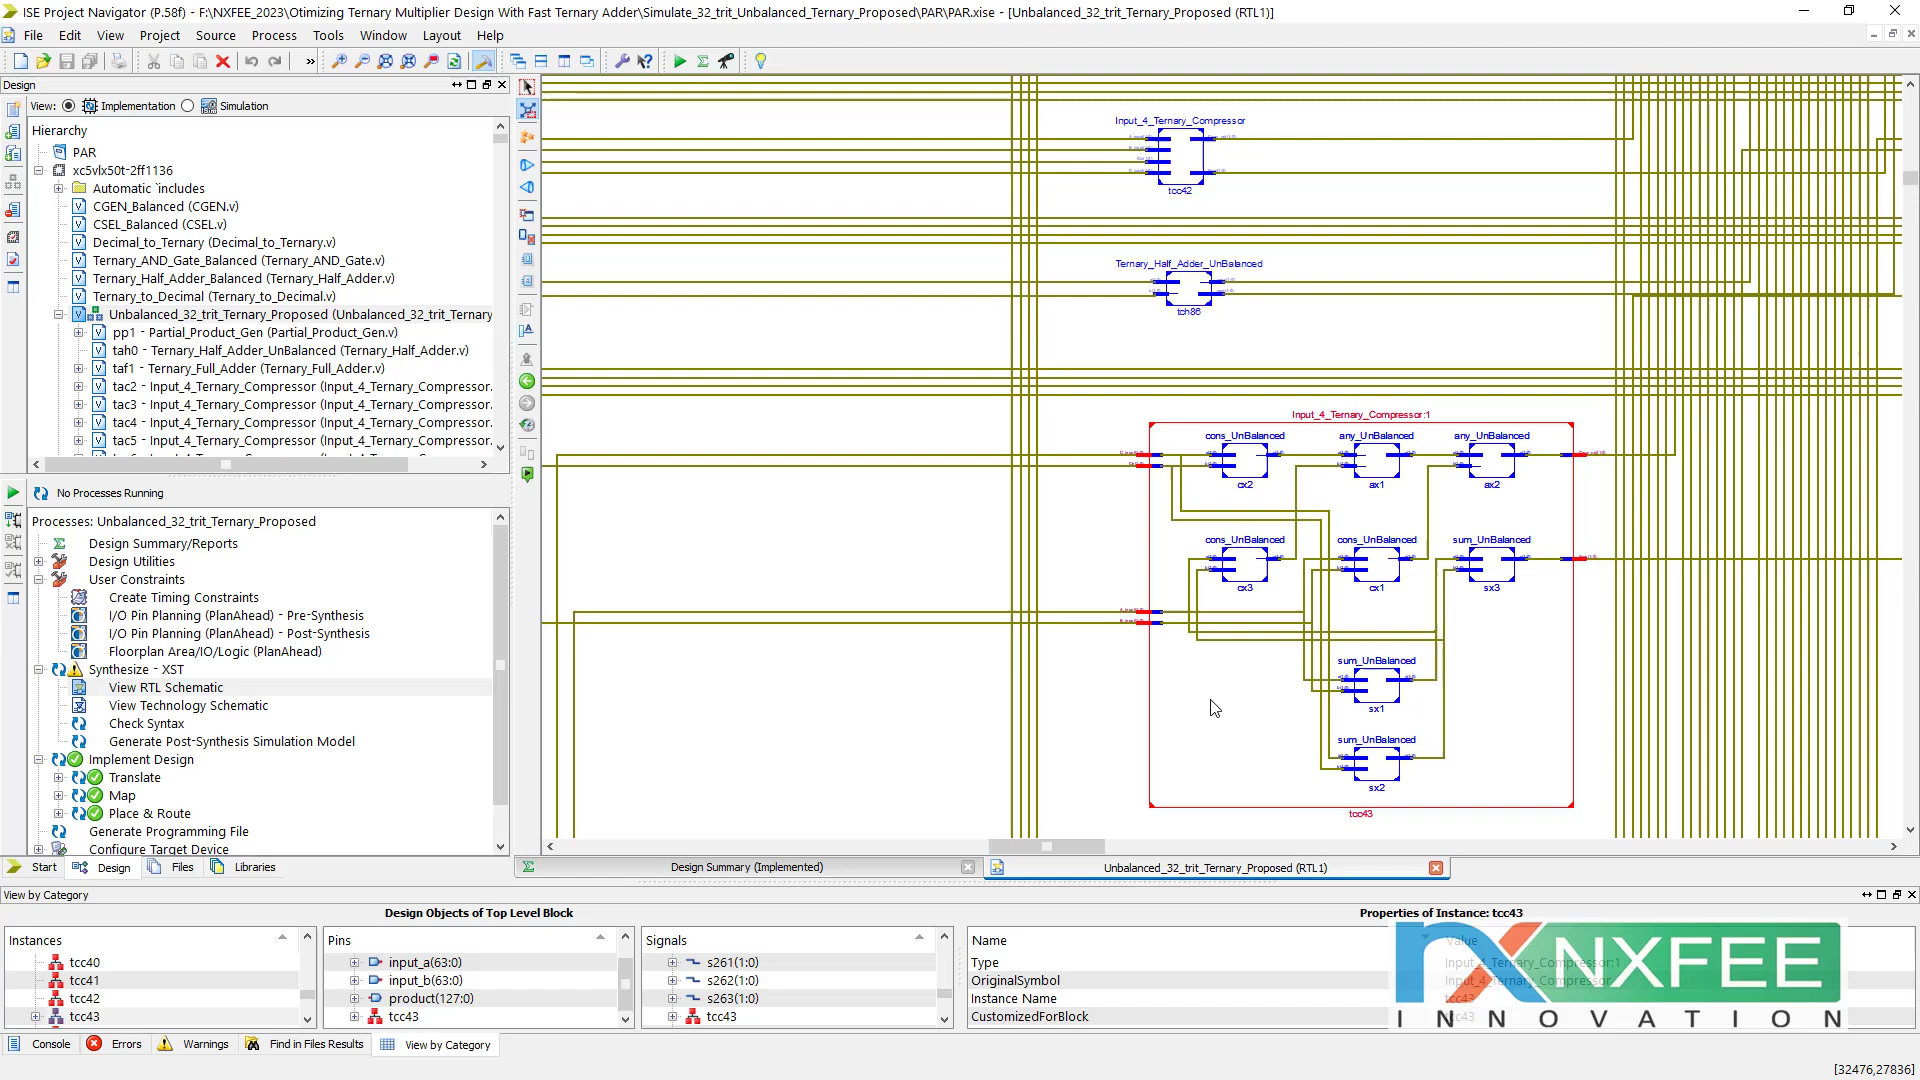 ISE Project Navigator (P.58f) - F:\NXFEE_2023\Otimizing Ternary Multiplier Design With Fast Ternary Adder\Simulate_32_trit_Unbalanced_Ternary_Proposed\PAR\PAR.xise - [Unbalanced_32_trit_Ternary_Proposed (RTL1)]
File Edit View Project Source Process Tools Window Layout Help
Design
View: Implementation Simulation
Hierarchy
PAR
xc5vlx50t-2ff1136
Automatic `includes
CGEN_Balanced (CGEN.v)
CSEL_Balanced (CSEL.v)
Decimal_to_Ternary (Decimal_to_Ternary.v)
Ternary_AND_Gate_Balanced (Ternary_AND_Gate.v)
Ternary_Half_Adder_Balanced (Ternary_Half_Adder.v)
Ternary_to_Decimal (Ternary_to_Decimal.v)
Unbalanced_32_trit_Ternary_Proposed (Unbalanced_32_trit_Ternary
pp1 - Partial_Product_Gen (Partial_Product_Gen.v)
tah0 - Ternary_Half_Adder_UnBalanced (Ternary_Half_Adder.v)
taf1 - Ternary_Full_Adder (Ternary_Full_Adder.v)
tac2 - Input_4_Ternary_Compressor (Input_4_Ternary_Compressor.
tac3 - Input_4_Ternary_Compressor (Input_4_Ternary_Compressor.
tac4 - Input_4_Ternary_Compressor (Input_4_Ternary_Compressor.
tac5 - Input_4_Ternary_Compressor (Input_4_Ternary_Compressor.
No Processes Running
Processes: Unbalanced_32_trit_Ternary_Proposed
Design Summary/Reports
Design Utilities
User Constraints
Create Timing Constraints
I/O Pin Planning (PlanAhead) - Pre-Synthesis
I/O Pin Planning (PlanAhead) - Post-Synthesis
Floorplan Area/IO/Logic (PlanAhead)
Synthesize - XST
View RTL Schematic
View Technology Schematic
Check Syntax
Generate Post-Synthesis Simulation Model
Implement Design
Translate
Map
Place & Route
Generate Programming File
Configure Target Device
Start Design Files Libraries
Input_4_Ternary_Compressor
tcc42
Ternary_Half_Adder_UnBalanced
tch86
Input_4_Ternary_Compressor:1
cons_UnBalanced any_UnBalanced any_UnBalanced
cx2 ax1 ax2
cons_UnBalanced cons_UnBalanced sum_UnBalanced
cx3 cx1 sx3
sum_UnBalanced
sx1
sum_UnBalanced
sx2
tcc43
Design Summary (Implemented) Unbalanced_32_trit_Ternary_Proposed (RTL1)
View by Category
Design Objects of Top Level Block
Properties of Instance: tcc43
Instances
tcc40
tcc41
tcc42
tcc43
Pins
input_a(63:0)
input_b(63:0)
product(127:0)
tcc43
Signals
s261(1:0)
s262(1:0)
s263(1:0)
tcc43
Name Value
Type Input_4_Ternary_Compressor:1
OriginalSymbol Input_4_Ternary_Compressor
Instance Name tcc43
CustomizedForBlock tcc43
NXFEE
INNOVATION
Console Errors Warnings Find in Files Results View by Category
[32476,27836]